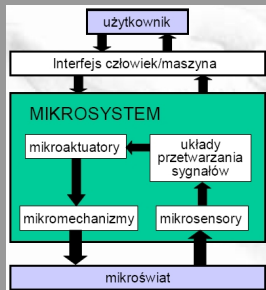 użytkownik
Interfejs człowiek/maszyna
MIKROSYSTEM
mikroaktuatory
układy
przetwarzania
sygnałów
mikromechanizmy
mikrosensory
mikroświat